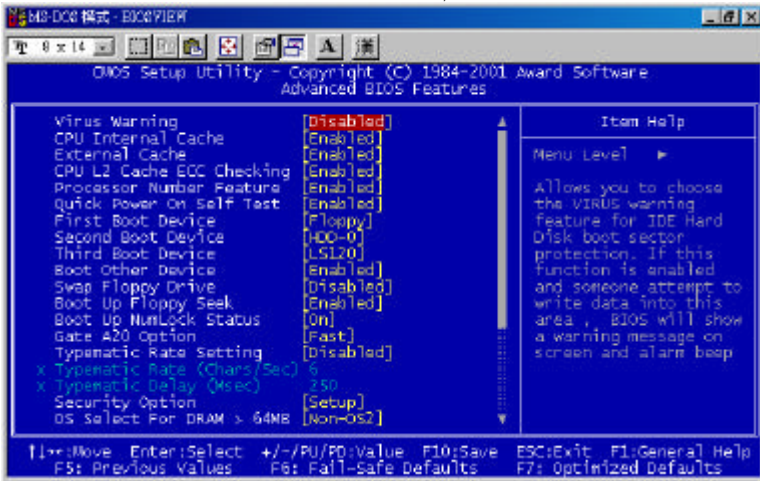 MS-DOS 模式 - BIOSVIEW
Tr 8 x 14 A 漢
CMOS Setup Utility - Copyright (C) 1984-2001 Award Software
Advanced BIOS Features
Virus Warning [Disabled]
CPU Internal Cache [Enabled]
External Cache [Enabled]
CPU L2 Cache ECC Checking [Enabled]
Processor Number Feature [Enabled]
Quick Power On Self Test [Enabled]
First Boot Device [Floppy]
Second Boot Device [HDD-0]
Third Boot Device [LS120]
Boot Other Device [Enabled]
Swap Floppy Drive [Disabled]
Boot Up Floppy Seek [Enabled]
Boot Up NumLock Status [On]
Gate A20 Option [Fast]
Typematic Rate Setting [Disabled]
x Typematic Rate (Chars/Sec) 6
x Typematic Delay (Msec) 250
Security Option [Setup]
OS Select For DRAM > 64MB [Non-OS2]
Item Help
Menu Level ►
Allows you to choose
the VIRUS warning
feature for IDE Hard
Disk boot sector
protection. If this
function is enabled
and someone attempt to
write data into this
area , BIOS will show
a warning message on
screen and alarm beep
↑↓→←:Move Enter:Select +/-/PU/PD:Value F10:Save ESC:Exit F1:General Help
F5: Previous Values F6: Fail-Safe Defaults F7: Optimized Defaults